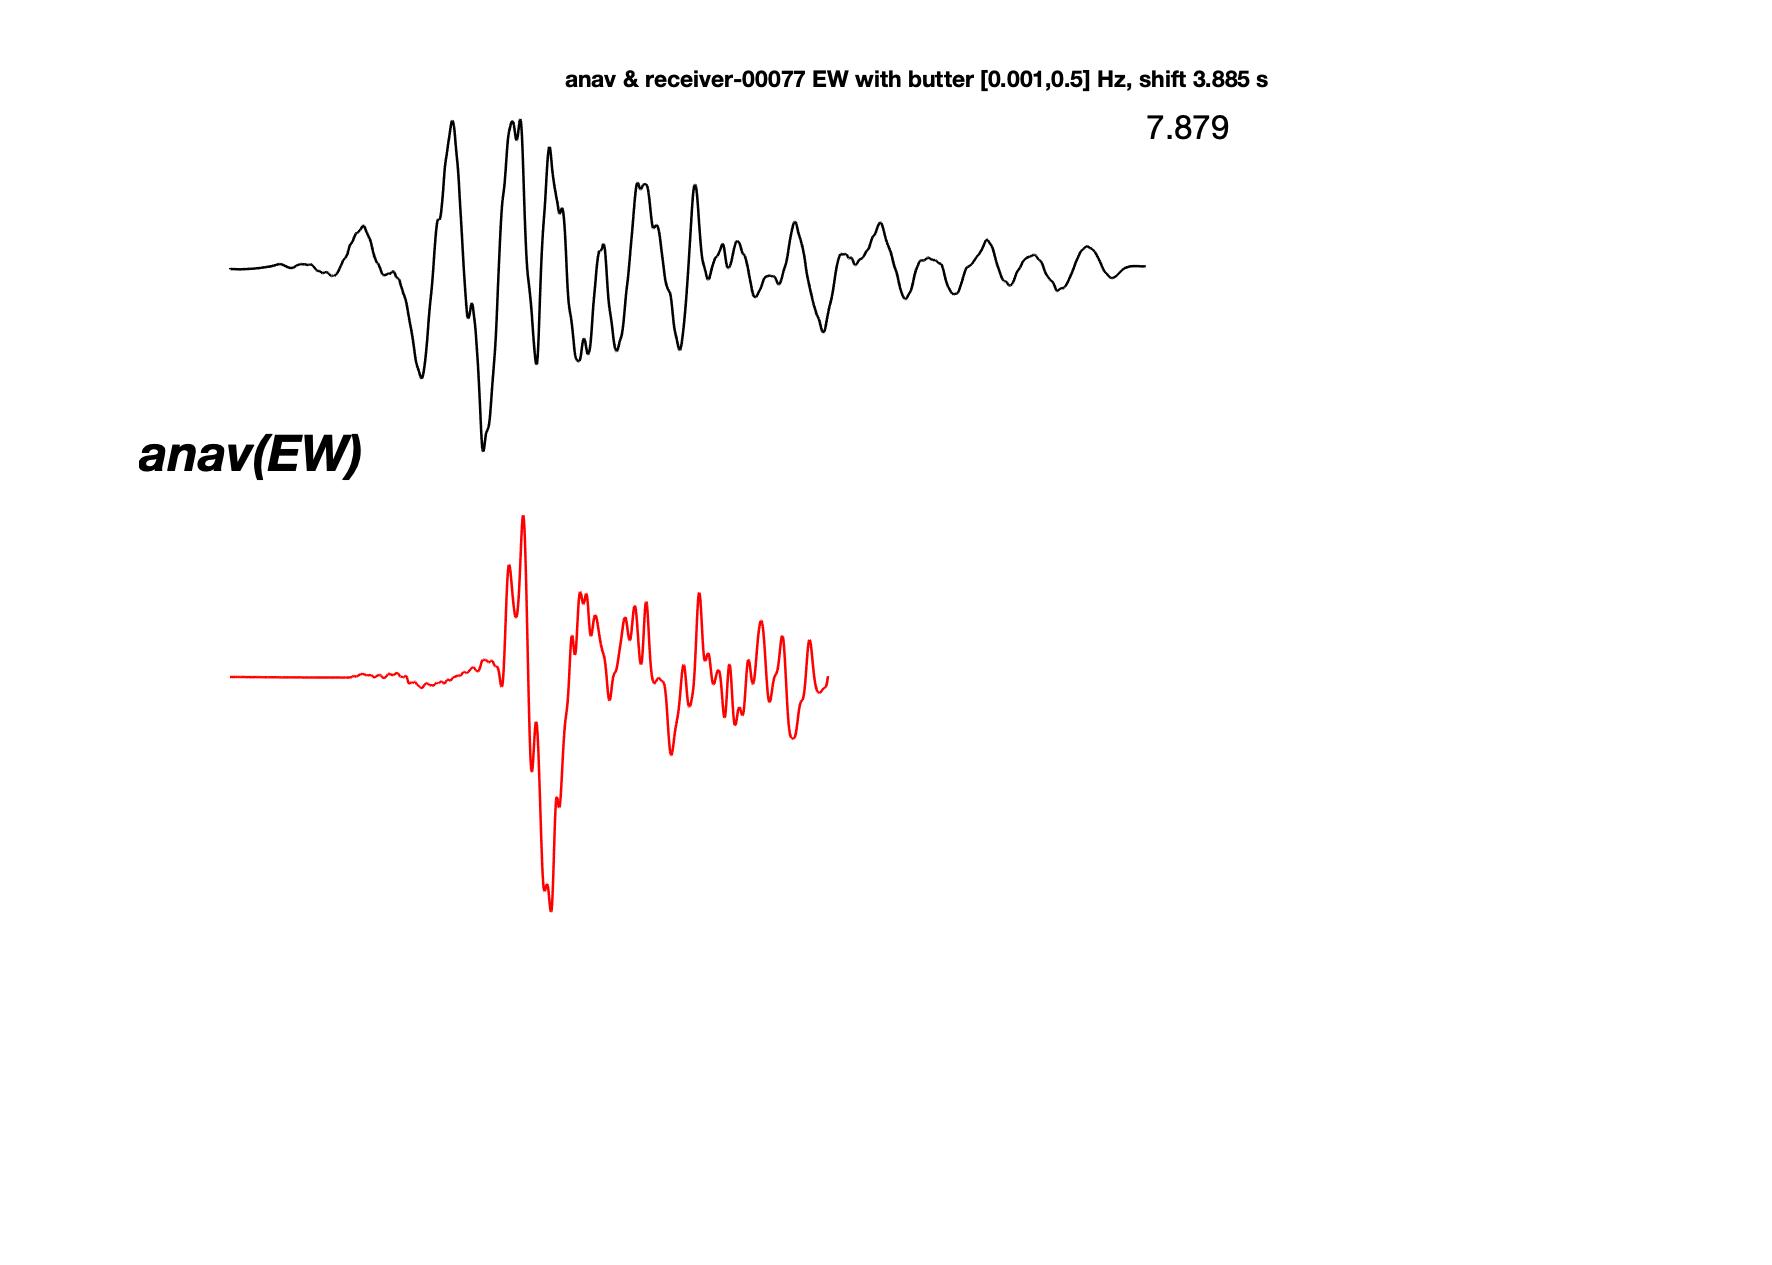 anav & receiver-00077 EW with butter [0.001,0.5] Hz, shift 3.885 s
7.879
anav(EW)